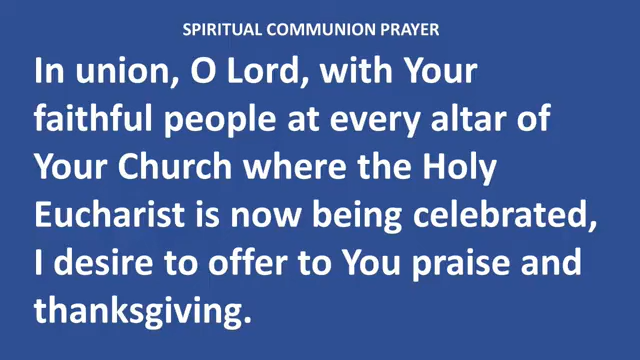 SPIRITUAL COMMUNION PRAYER
In union, O Lord, with Your
faithful people at every altar of
Your Church where the Holy
Eucharist is now being celebrated,
I desire to offer to You praise and
thanksgiving.